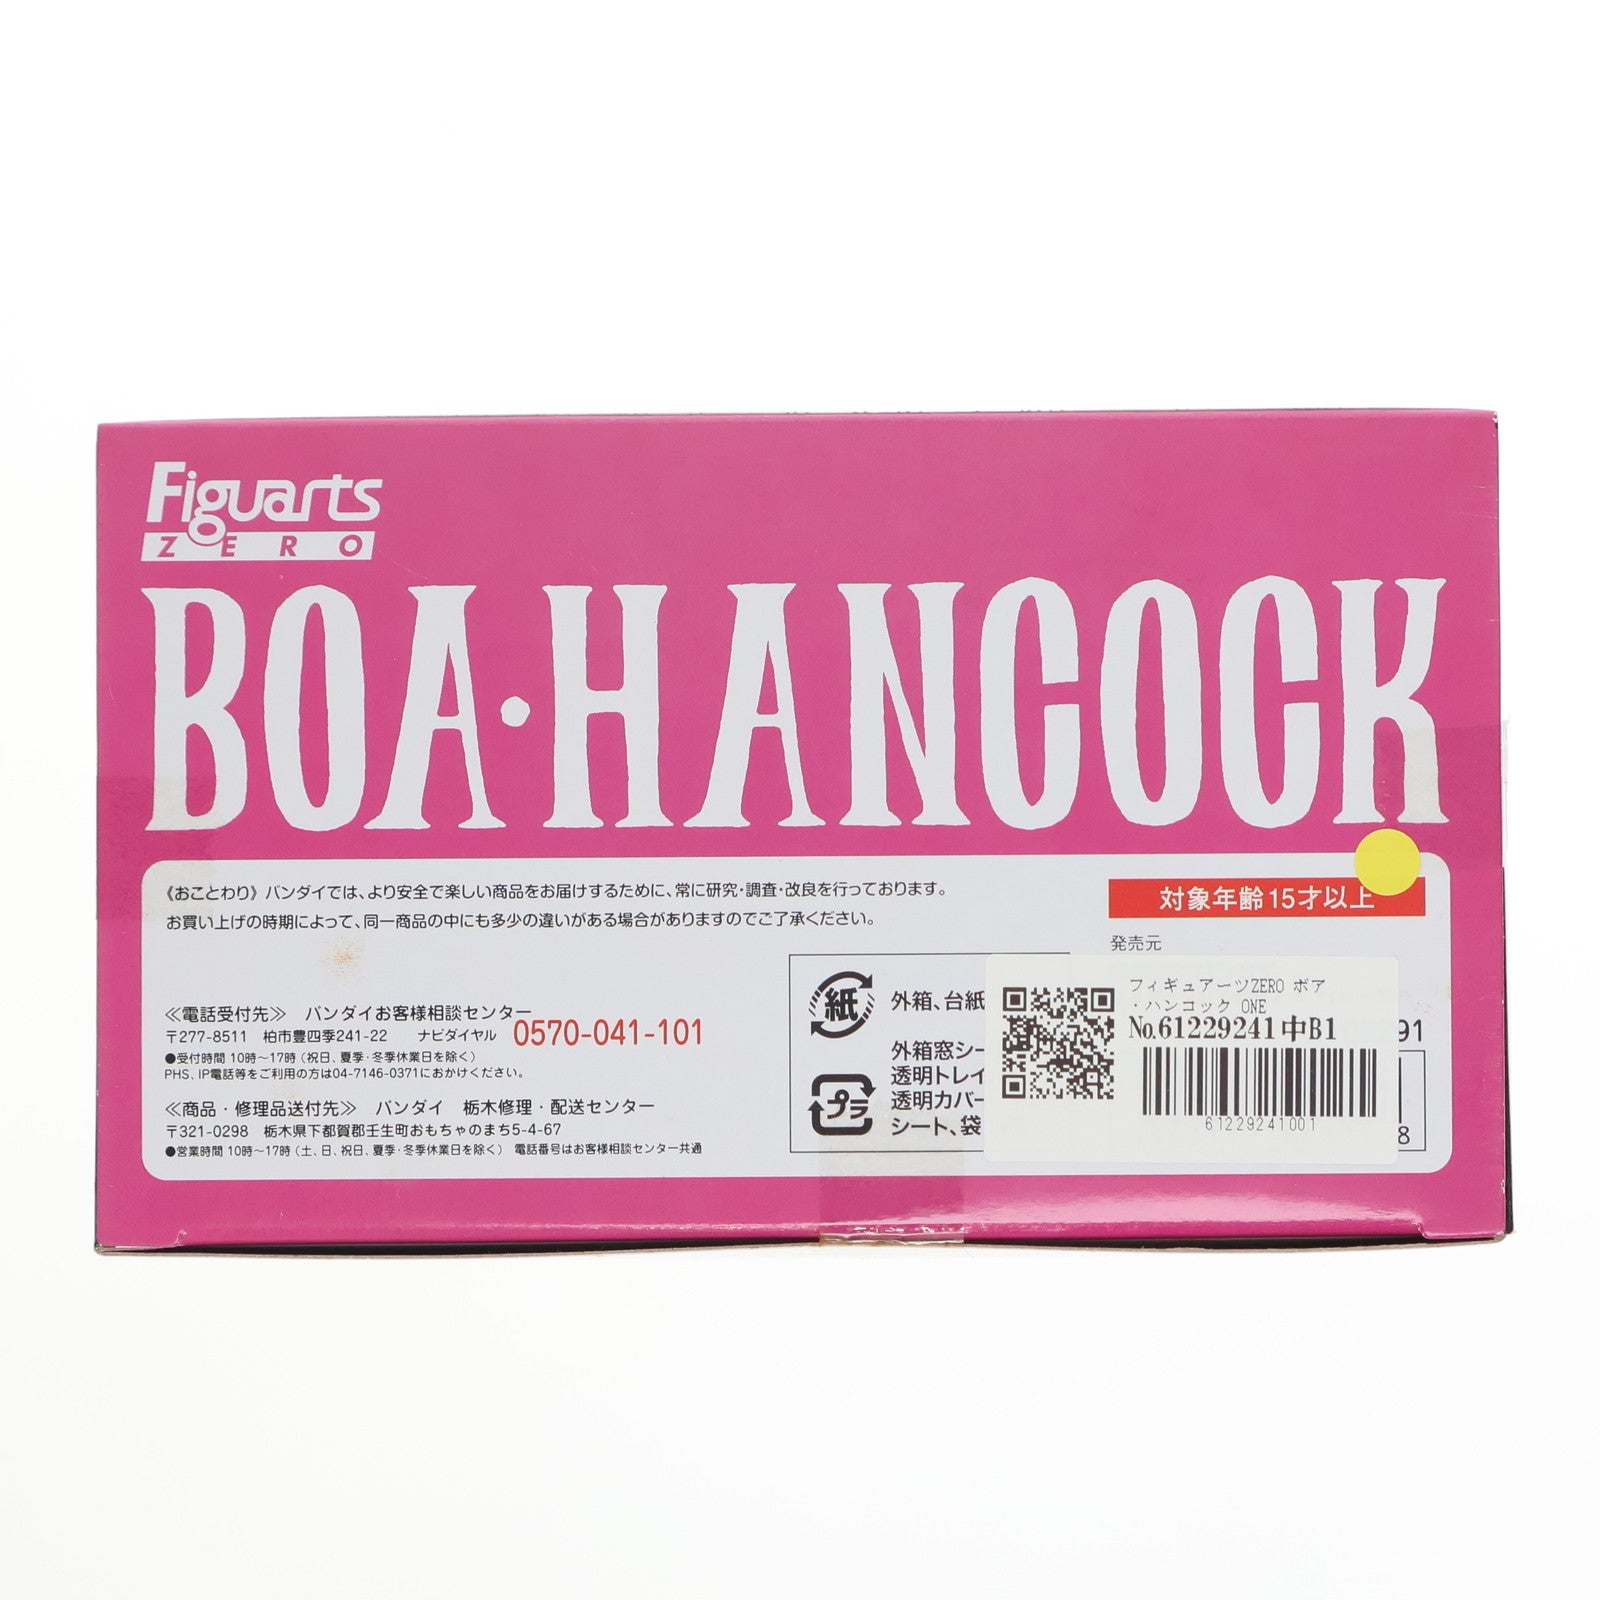 Figuarts
ZERO
BOA・HANCOCK
《おことわり》バンダイでは、より安全で楽しい商品をお届けするために、常に研究・調査・改良を行っております。
お買い上げの時期によって、同一商品の中にも多少の違いがある場合がありますのでご了承ください。
対象年齢15才以上
発売元
≪電話受付先≫ バンダイお客様相談センター
〒277-8511 柏市豊四季241-22 ナビダイヤル 0570-041-101
●受付時間 10時～17時（祝日、夏季・冬季休業日を除く）
PHS、IP電話等をご利用の方は04-7146-0371におかけください。
≪商品・修理品送付先≫ バンダイ 栃木修理・配送センター
〒321-0298 栃木県下都賀郡壬生町おもちゃのまち5-4-67
●営業時間 10時～17時（土、日、祝日、夏季・冬季休業日を除く） 電話番号はお客様相談センター共通
紙
外箱、台紙
プラ
外箱窓シー
透明トレイ
透明カバー
シート、袋
フィギュアーツZERO ボア
・ハンコック ONE
No.61229241中B1
61229241001
91
8